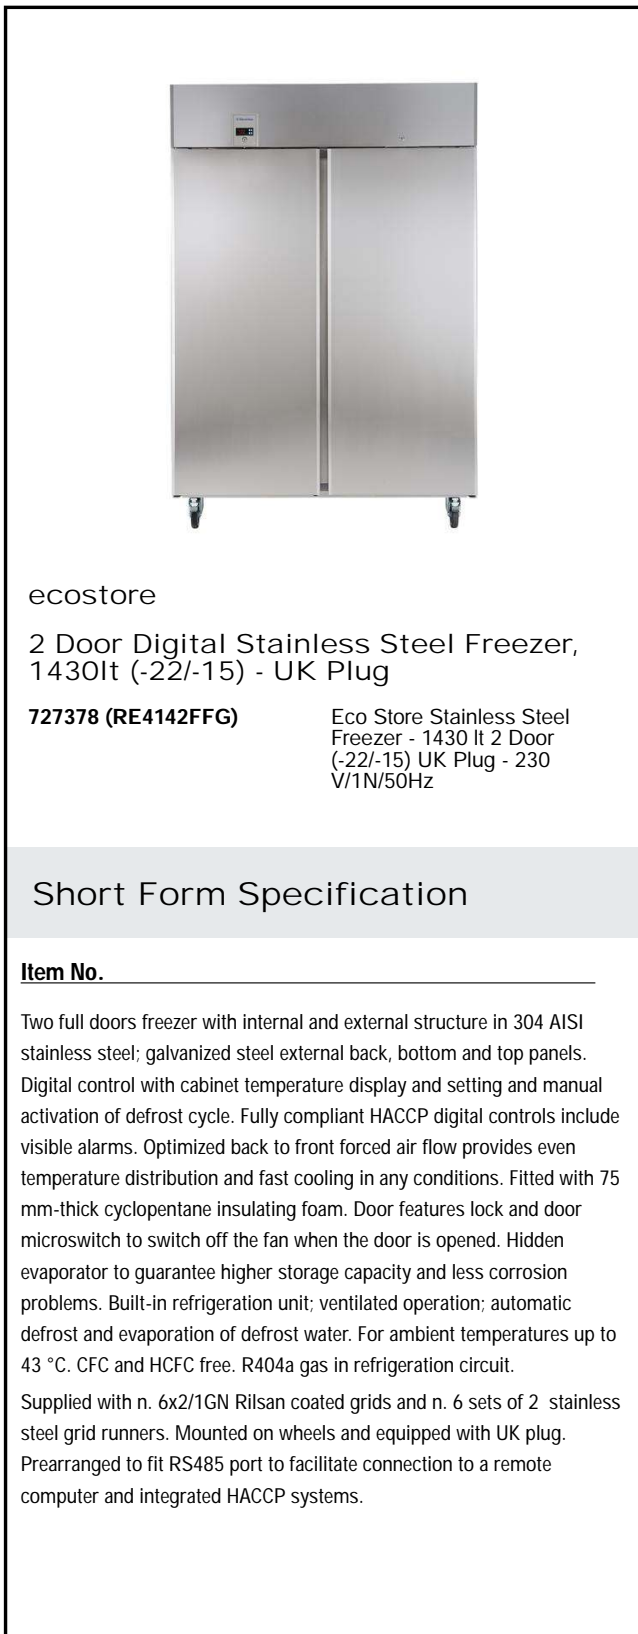 ecostore
2 Door Digital Stainless Steel Freezer,
1430lt (-22/-15) - UK Plug
727378 (RE4142FFG)
Eco Store Stainless Steel
Freezer - 1430 lt 2 Door
(-22/-15) UK Plug - 230
V/1N/50Hz
Short Form Specification
Item No.
Two full doors freezer with internal and external structure in 304 AISI
stainless steel; galvanized steel external back, bottom and top panels.
Digital control with cabinet temperature display and setting and manual
activation of defrost cycle. Fully compliant HACCP digital controls include
visible alarms. Optimized back to front forced air flow provides even
temperature distribution and fast cooling in any conditions. Fitted with 75
mm-thick cyclopentane insulating foam. Door features lock and door
microswitch to switch off the fan when the door is opened. Hidden
evaporator to guarantee higher storage capacity and less corrosion
problems. Built-in refrigeration unit; ventilated operation; automatic
defrost and evaporation of defrost water. For ambient temperatures up to
43 °C. CFC and HCFC free. R404a gas in refrigeration circuit.
Supplied with n. 6x2/1GN Rilsan coated grids and n. 6 sets of 2  stainless
steel grid runners. Mounted on wheels and equipped with UK plug.
Prearranged to fit RS485 port to facilitate connection to a remote
computer and integrated HACCP systems.